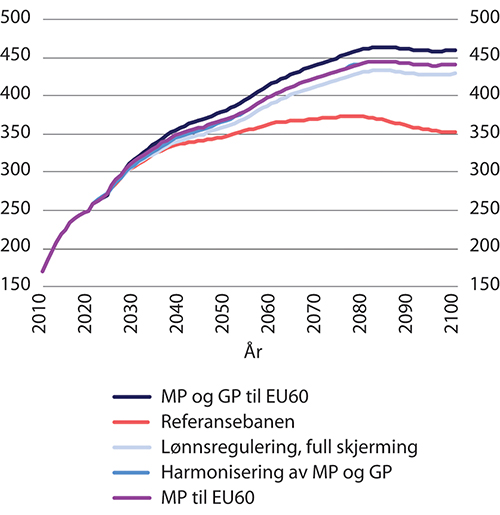 500 500
450 450
400 400
350 350
300 300
250 250
200 200
150 150
2010 2020 2030 2040 2050 2060 2070 2080 2090 2100
År
MP og GP til EU60
Referansebanen
Lønnsregulering, full skjerming
Harmonisering av MP og GP
MP til EU60